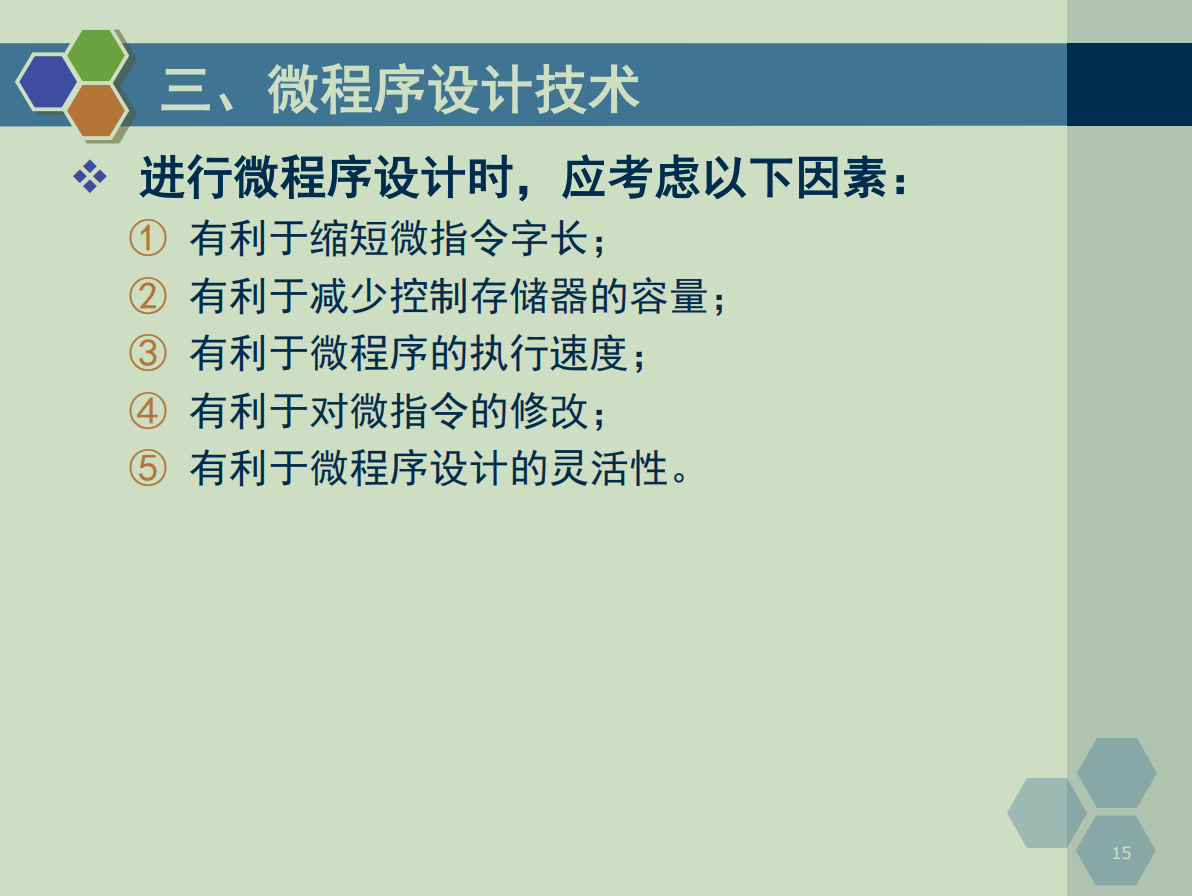 三、微程序设计技术
❖ 进行微程序设计时，应考虑以下因素：
① 有利于缩短微指令字长；
② 有利于减少控制存储器的容量；
③ 有利于微程序的执行速度；
④ 有利于对微指令的修改；
⑤ 有利于微程序设计的灵活性。
15